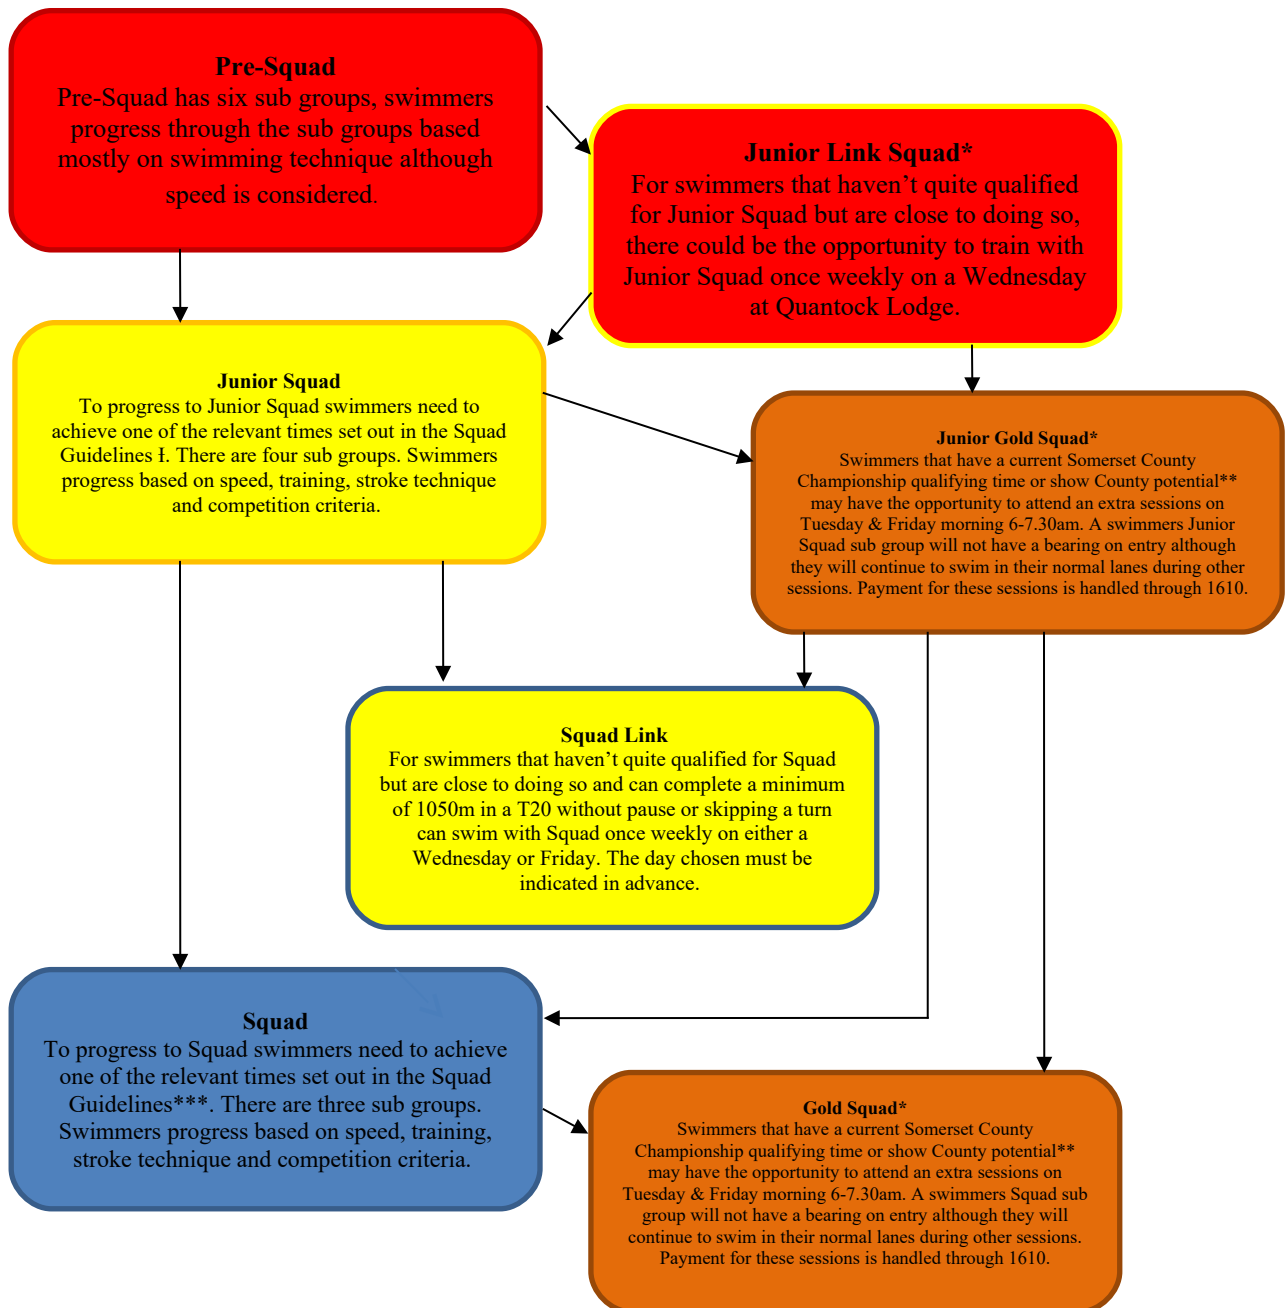 Pre-Squad
Pre-Squad has six sub groups, swimmers
progress through the sub groups based
mostly on swimming technique although
speed is considered.
Junior Link Squad*
For swimmers that haven’t quite qualified
for Junior Squad but are close to doing so,
there could be the opportunity to train with
Junior Squad once weekly on a Wednesday
at Quantock Lodge.
Junior Squad
To progress to Junior Squad swimmers need to
achieve one of the relevant times set out in the Squad
Guidelines Ɨ. There are four sub groups. Swimmers
progress based on speed, training, stroke technique
and competition criteria.
Junior Gold Squad*
Swimmers that have a current Somerset County
Championship qualifying time or show County potential**
may have the opportunity to attend an extra sessions on
Tuesday & Friday morning 6-7.30am. A swimmers Junior
Squad sub group will not have a bearing on entry although
they will continue to swim in their normal lanes during other
sessions. Payment for these sessions is handled through 1610.
Squad Link
For swimmers that haven’t quite qualified for Squad
but are close to doing so and can complete a minimum
of 1050m in a T20 without pause or skipping a turn
can swim with Squad once weekly on either a
Wednesday or Friday. The day chosen must be
indicated in advance.
Squad
To progress to Squad swimmers need to achieve
one of the relevant times set out in the Squad
Guidelines***. There are three sub groups.
Swimmers progress based on speed, training,
stroke technique and competition criteria.
Gold Squad*
Swimmers that have a current Somerset County
Championship qualifying time or show County potential**
may have the opportunity to attend an extra sessions on
Tuesday & Friday morning 6-7.30am. A swimmers Squad sub
group will not have a bearing on entry although they will
continue to swim in their normal lanes during other sessions.
Payment for these sessions is handled through 1610.